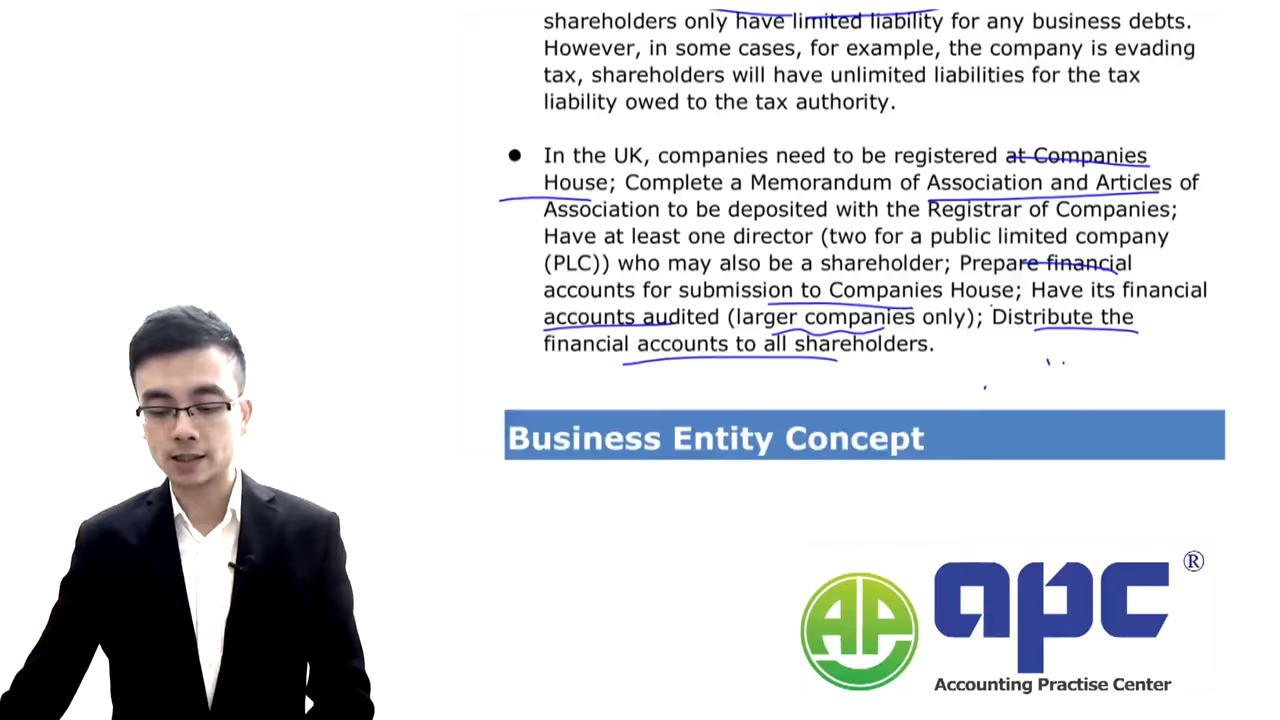 shareholders only have limited liability for any business debts.
However, in some cases, for example, the company is evading
tax, shareholders will have unlimited liabilities for the tax
liability owed to the tax authority.
● In the UK, companies need to be registered at Companies
House; Complete a Memorandum of Association and Articles of
Association to be deposited with the Registrar of Companies;
Have at least one director (two for a public limited company
(PLC)) who may also be a shareholder; Prepare financial
accounts for submission to Companies House; Have its financial
accounts audited (larger companies only); Distribute the
financial accounts to all shareholders.
Business Entity Concept
AP
apc ®
Accounting Practise Center